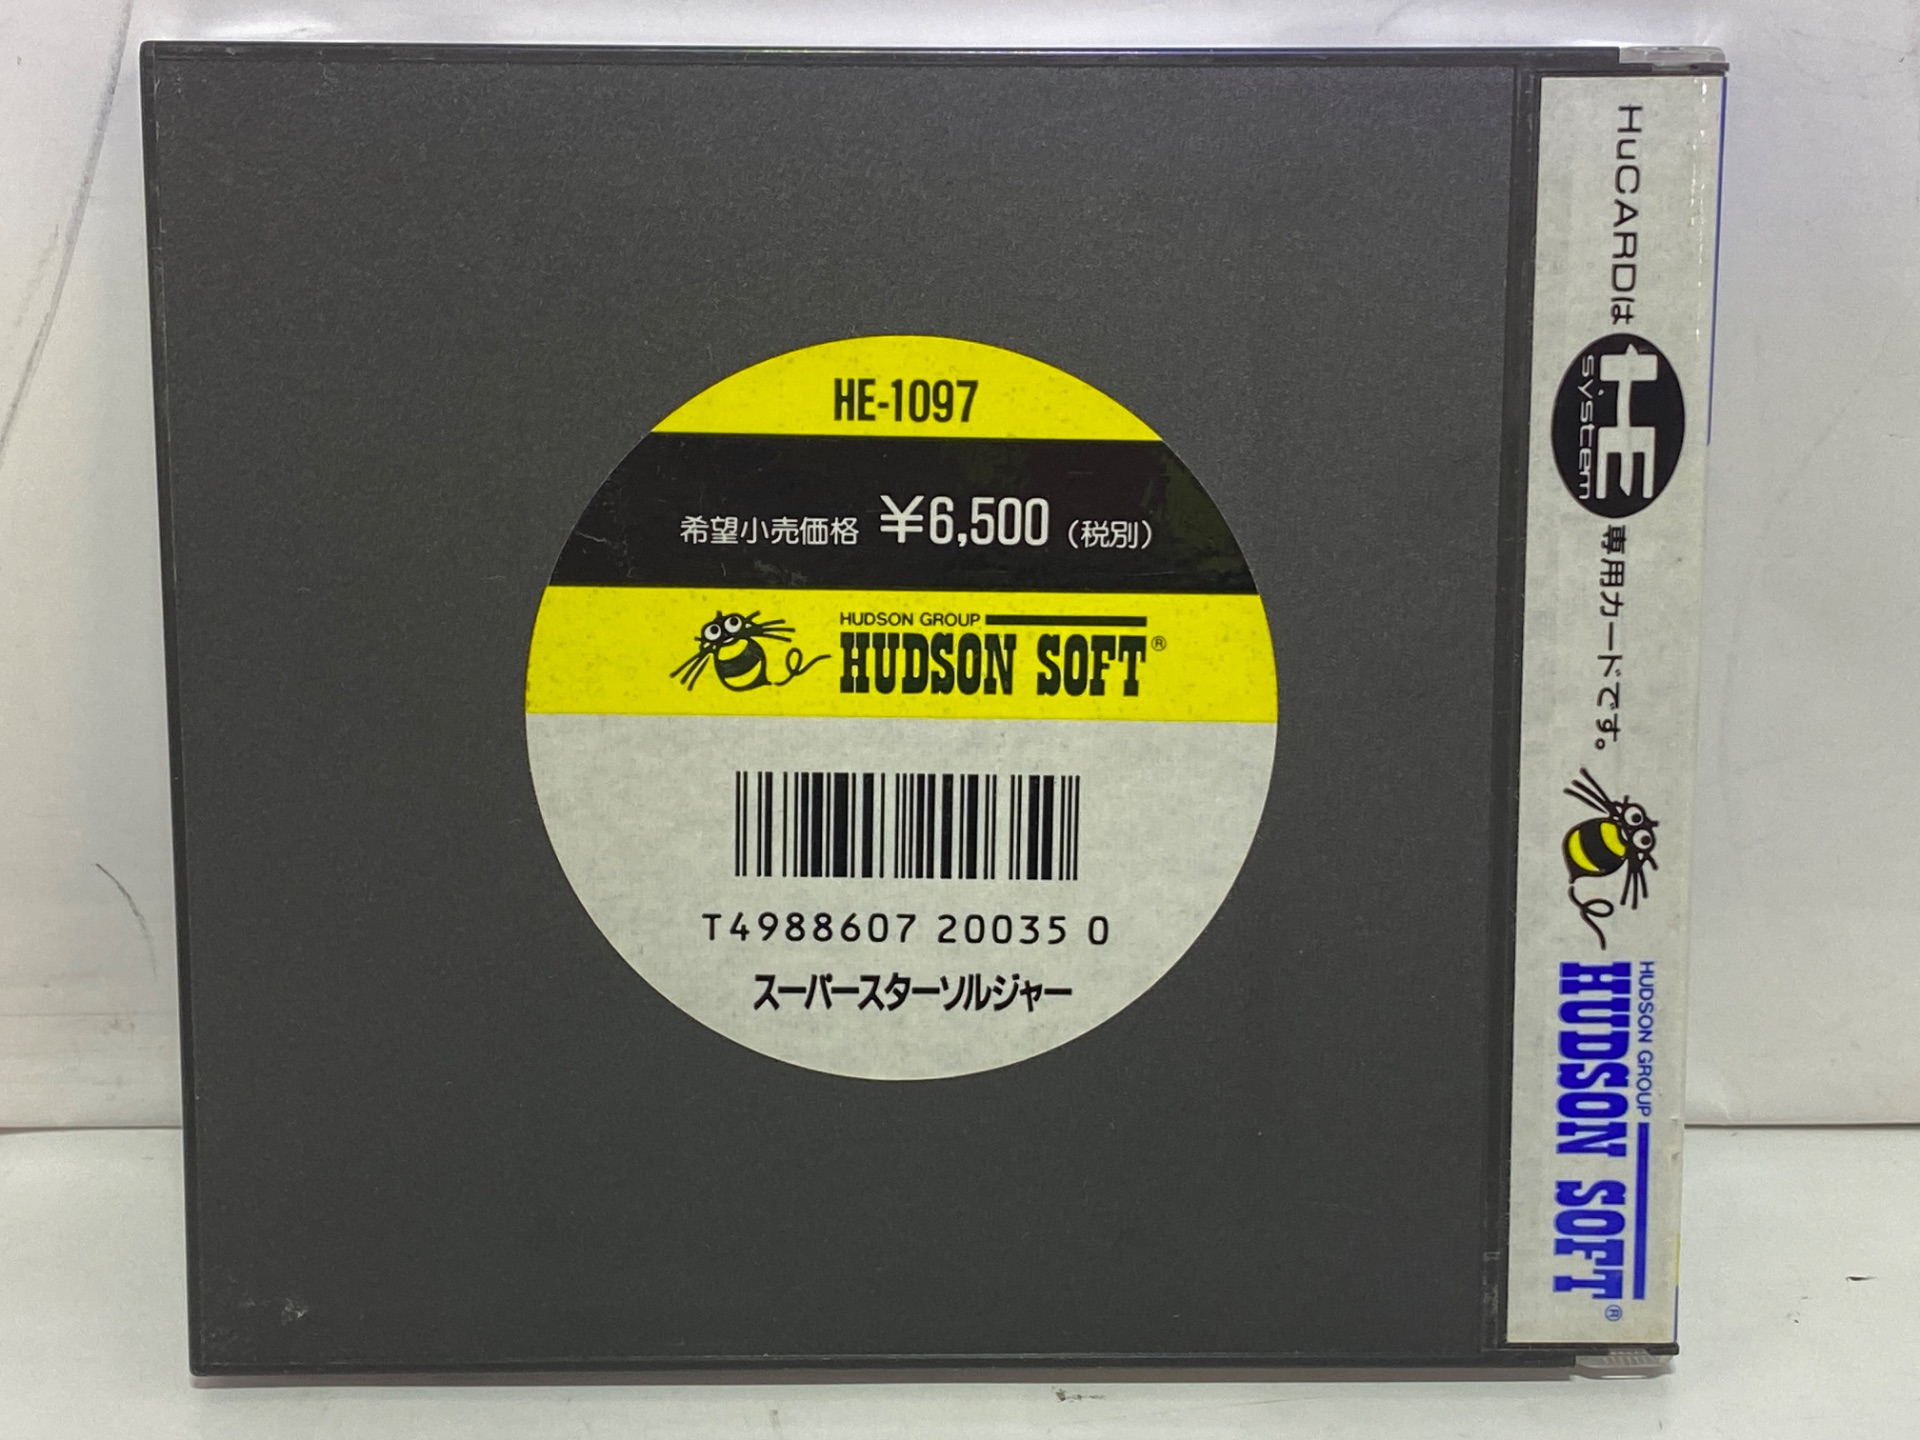 HE-1097
希望小売価格 ¥6,500 (税別)
HUDSON GROUP
HUDSON SOFT®
T4988607 20035 0
スーパースターソルジャー
HuCARDは HE system 専用カードです。
HUDSON GROUP
HUDSON SOFT®